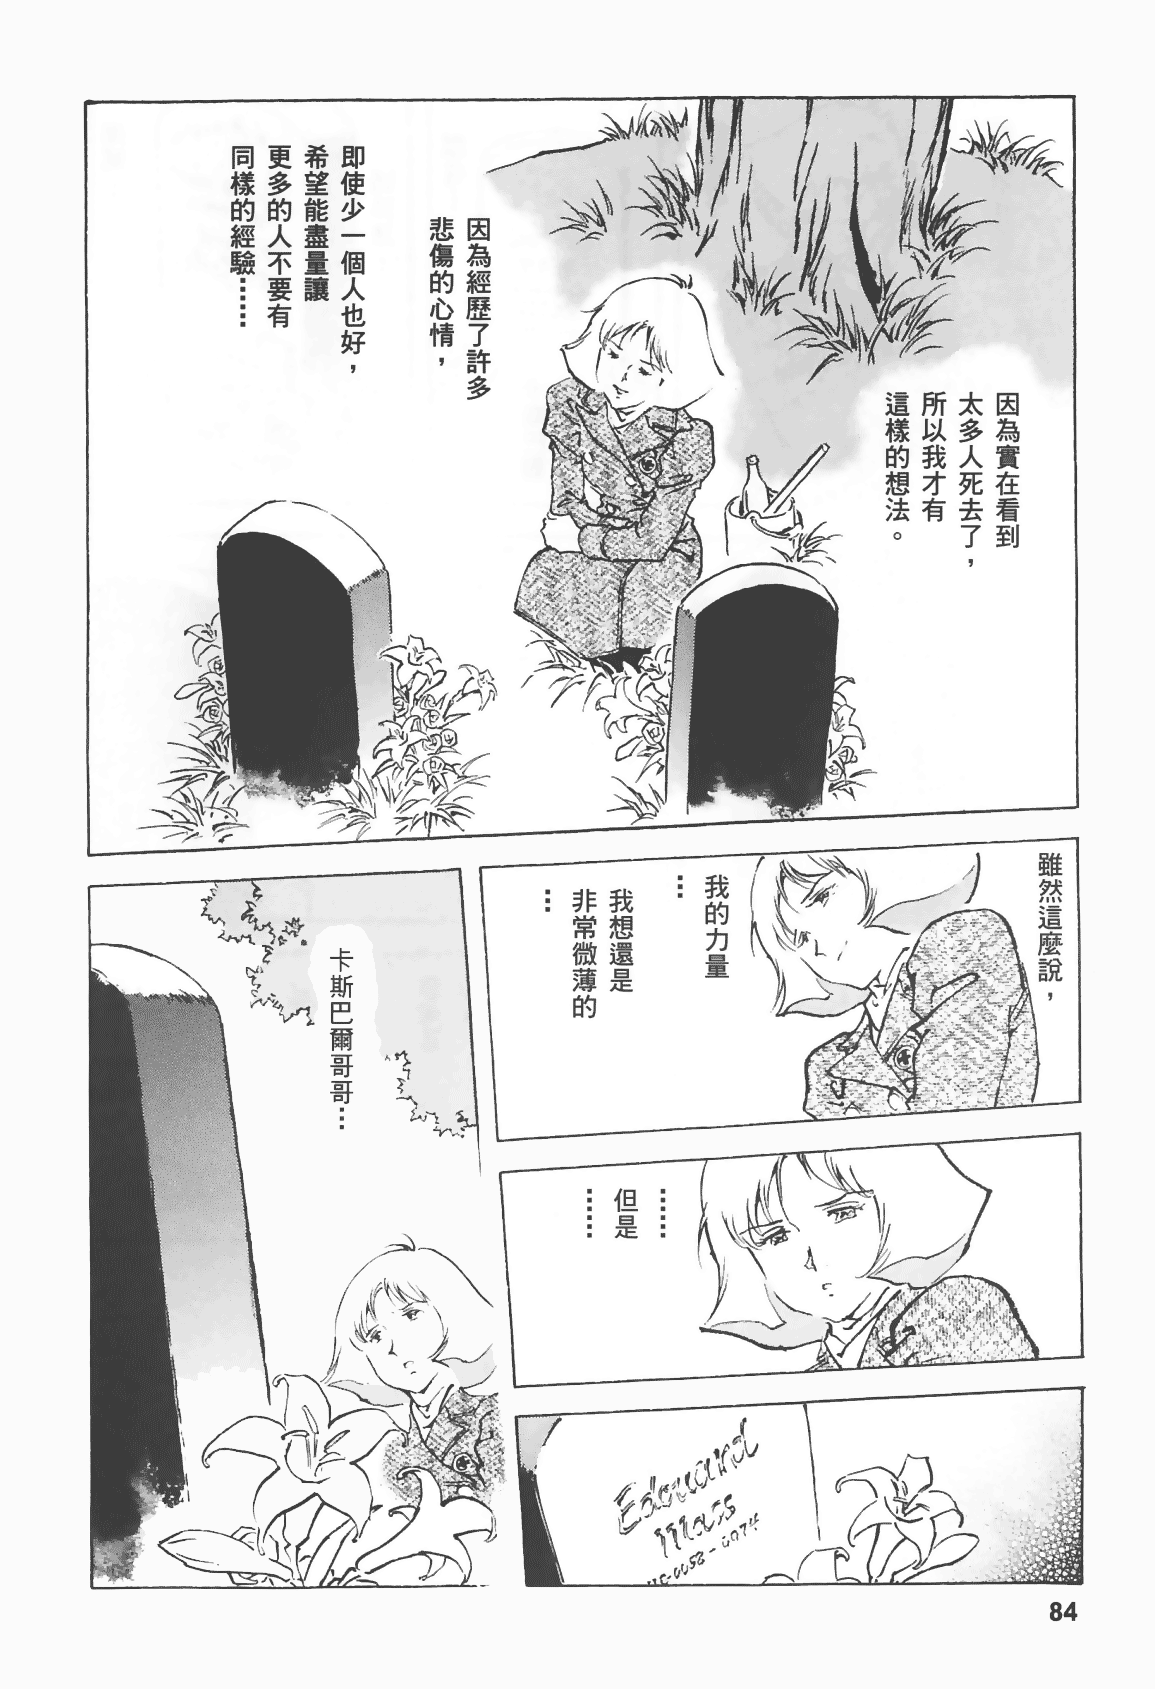 因為實在看到
太多人死去了，
所以我才有
這樣的想法。
因為經歷了許多
悲傷的心情，
即使少一個人也好，
希望能盡量讓
更多的人不要有
同樣的經驗……
雖然這麼說，
我的力量
…
我想還是
非常微薄的
…
……
但是
……
Edouard
Mass
U.C-0058-0074
卡斯巴爾哥哥…
84